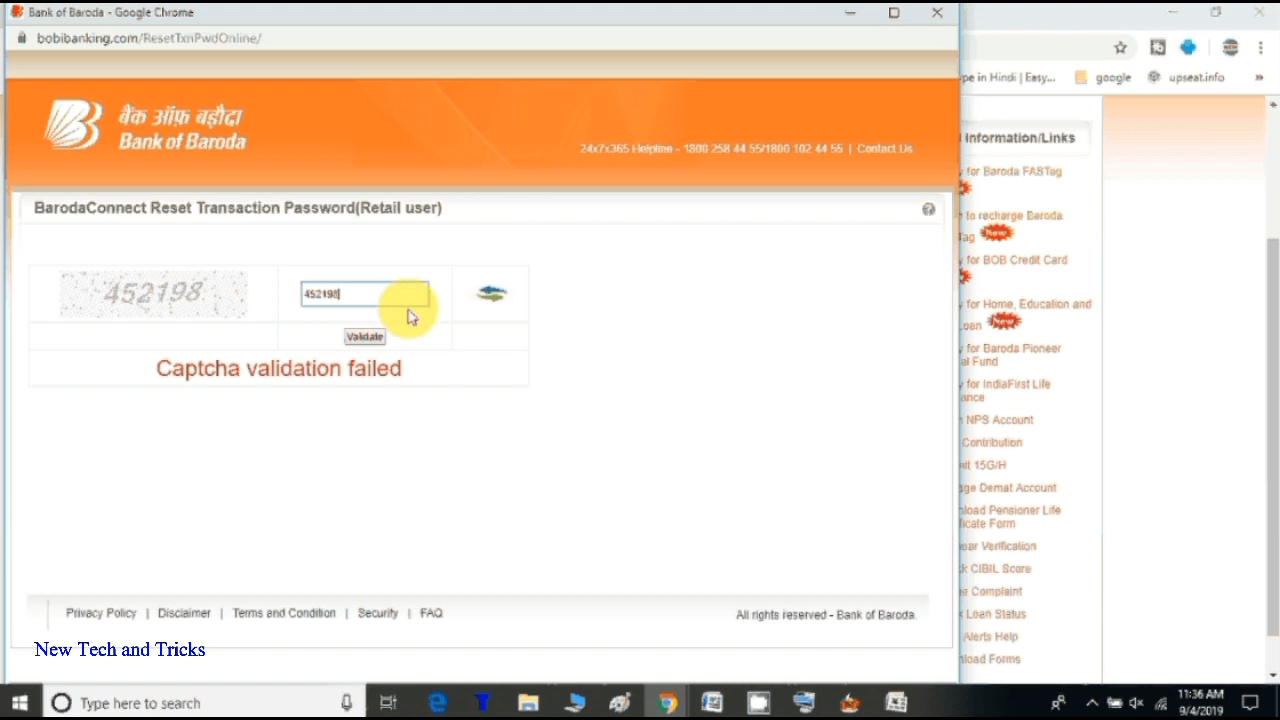 Bank of Baroda - Google Chrome
bobibanking.com/ResetTxnPwdOnline/
बैंक ऑफ़ बड़ौदा
Bank of Baroda
24x7x365 Helpline - 1800 258 44 55/1800 102 44 55 | Contact Us
BarodaConnect Reset Transaction Password(Retail user)
452198
452198
Validate
Captcha validation failed
Privacy Policy | Disclaimer | Terms and Condition | Security | FAQ
All rights reserved - Bank of Baroda.
New Tech and Tricks
in Hindi | Easy...
google
upseat.info
»
Information/Links
for Baroda FASTag
to recharge Baroda
New
for BOB Credit Card
for Home, Education and
New
for Baroda Pioneer
Fund
for IndiaFirst Life
NPS Account
Contribution
15G/H
Demat Account
Pensioner Life
Form
Verification
CIBIL Score
Complaint
Loan Status
Alerts Help
Forms
Type here to search
11:36 AM
9/4/2019